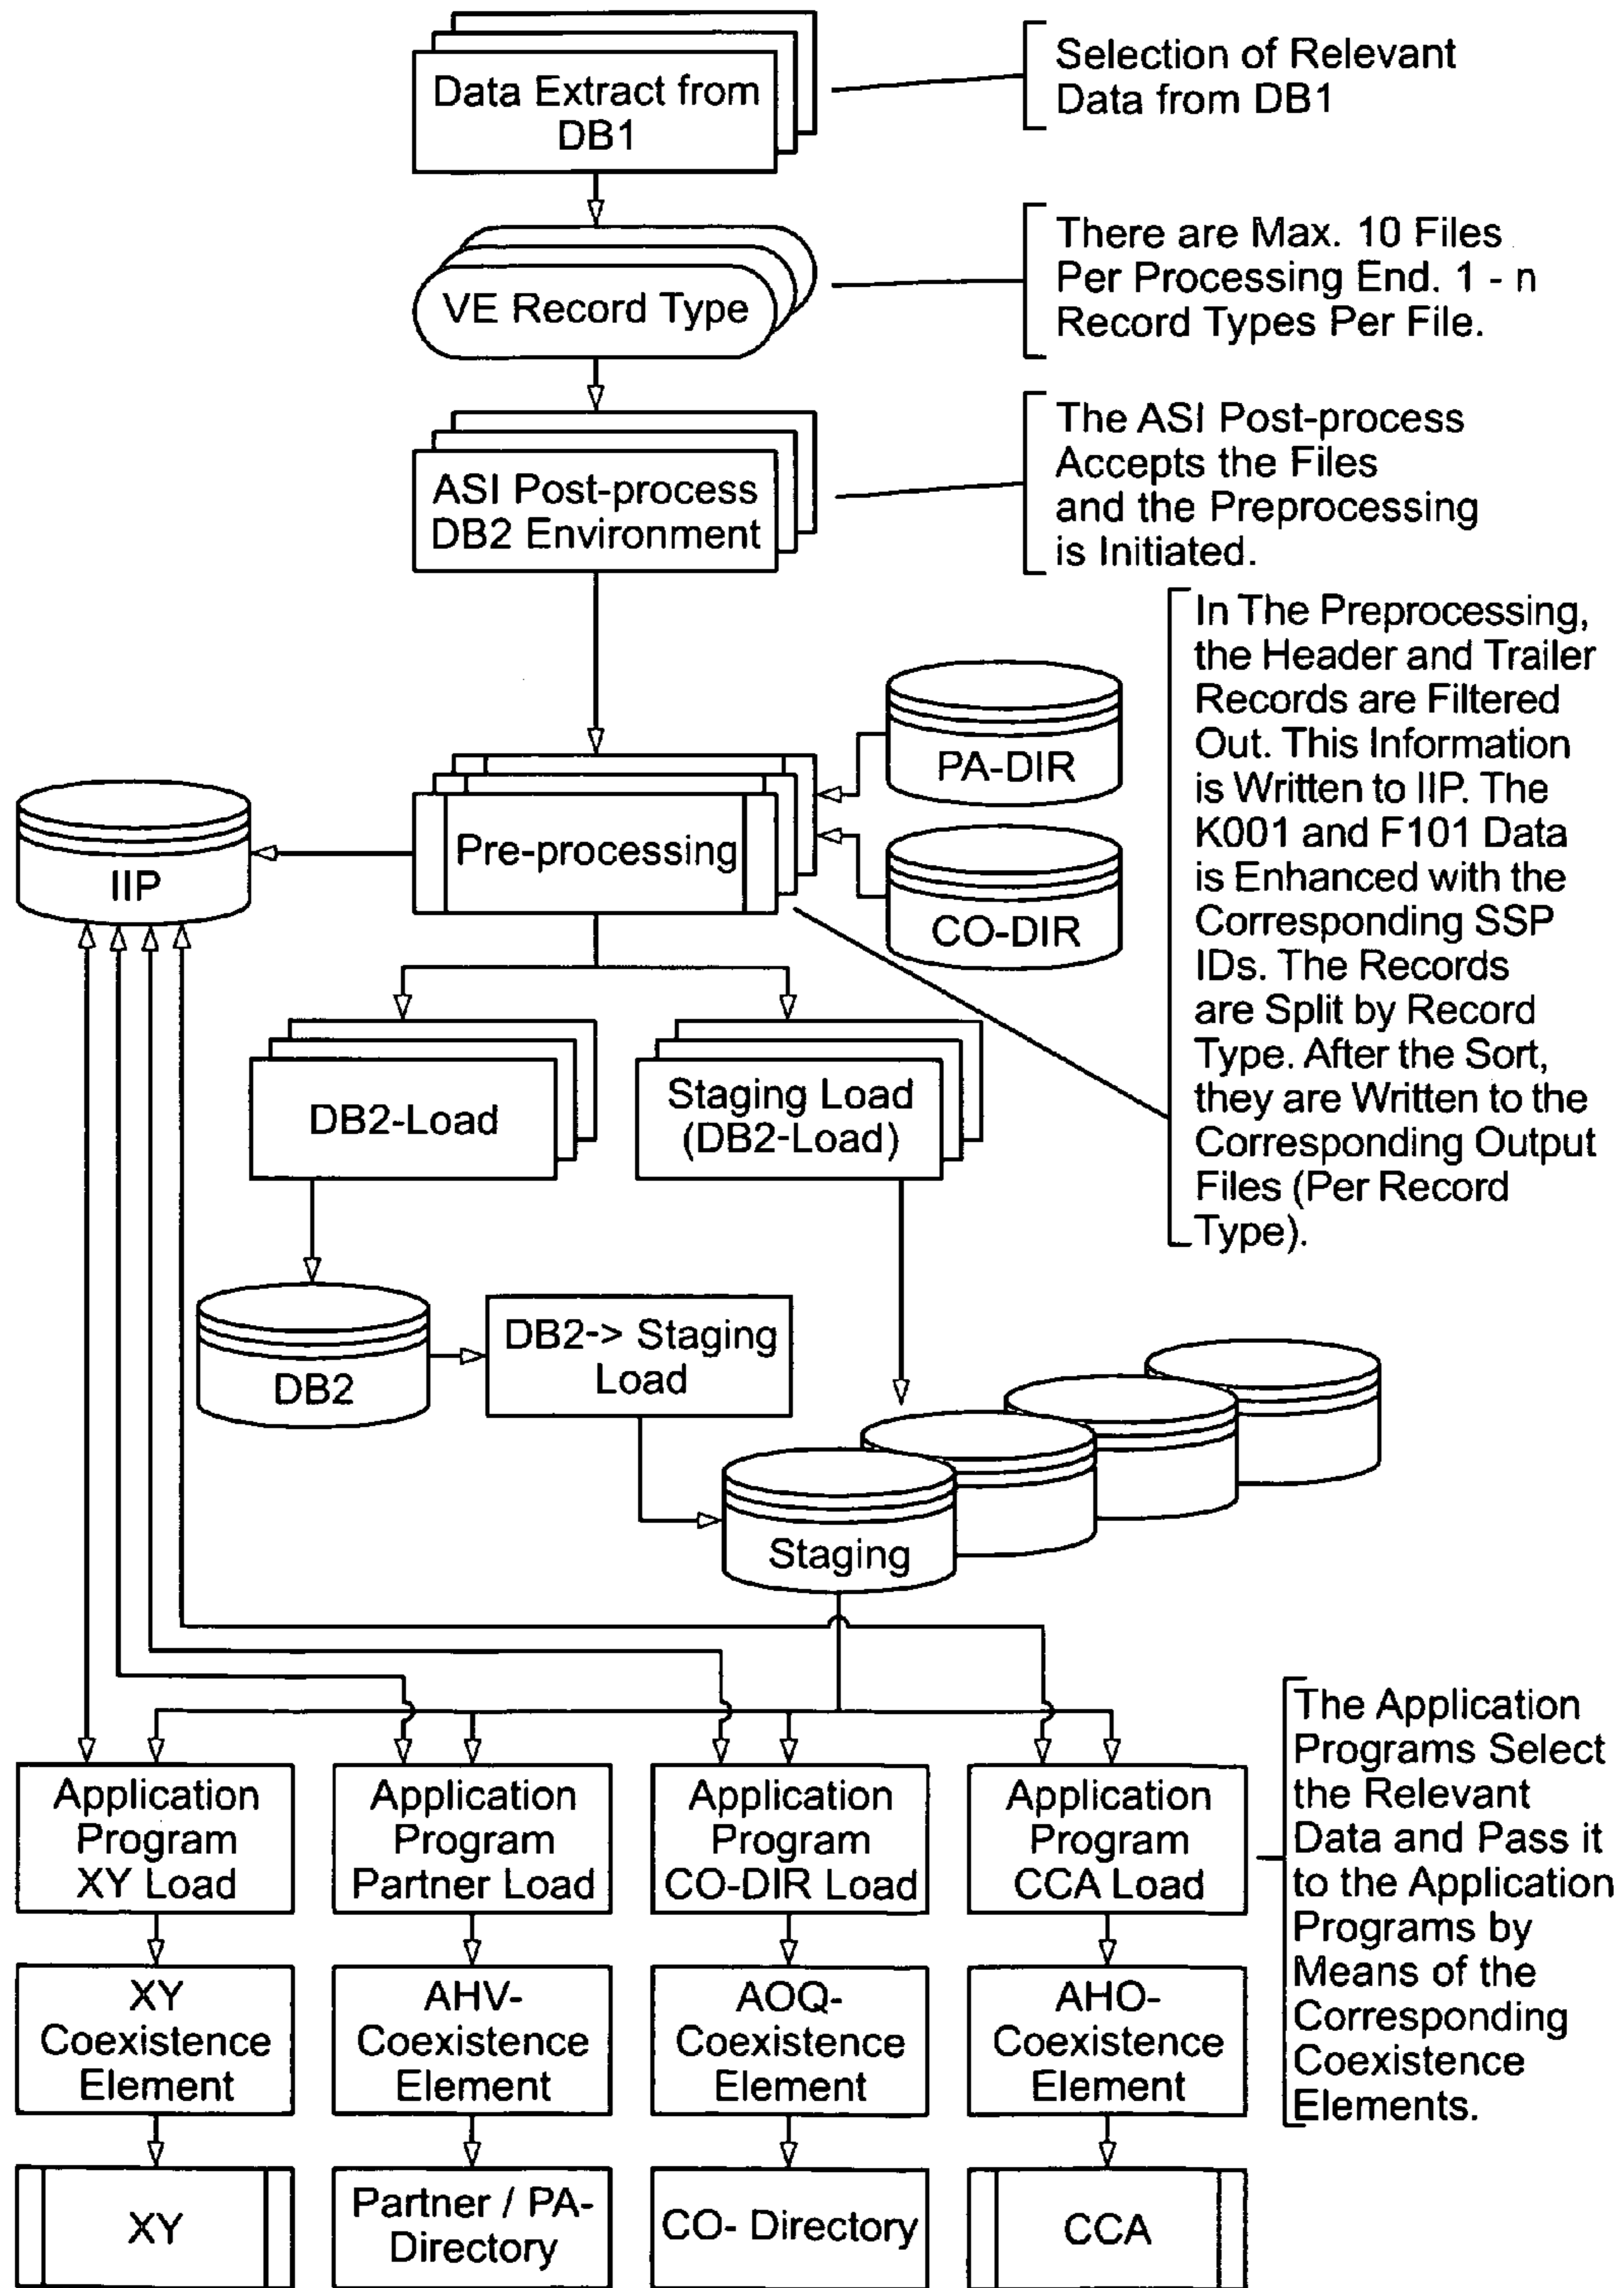 Data Extract from
DB1
Selection of Relevant
Data from DB1
VE Record Type
There are Max. 10 Files
Per Processing End. 1 - n
Record Types Per File.
ASI Post-process
DB2 Environment
The ASI Post-process
Accepts the Files
and the Preprocessing
is Initiated.
In The Preprocessing,
the Header and Trailer
Records are Filtered
Out. This Information
is Written to IIP. The
K001 and F101 Data
is Enhanced with the
Corresponding SSP
IDs. The Records
are Split by Record
Type. After the Sort,
they are Written to the
Corresponding Output
Files (Per Record
Type).
PA-DIR
CO-DIR
Pre-processing
IIP
DB2-Load
Staging Load
(DB2-Load)
DB2
DB2-> Staging
Load
Staging
Application
Program
XY Load
Application
Program
Partner Load
Application
Program
CO-DIR Load
Application
Program
CCA Load
The Application
Programs Select
the Relevant
Data and Pass it
to the Application
Programs by
Means of the
Corresponding
Coexistence
Elements.
XY
Coexistence
Element
AHV-
Coexistence
Element
AOQ-
Coexistence
Element
AHO-
Coexistence
Element
XY
Partner / PA-
Directory
CO- Directory
CCA